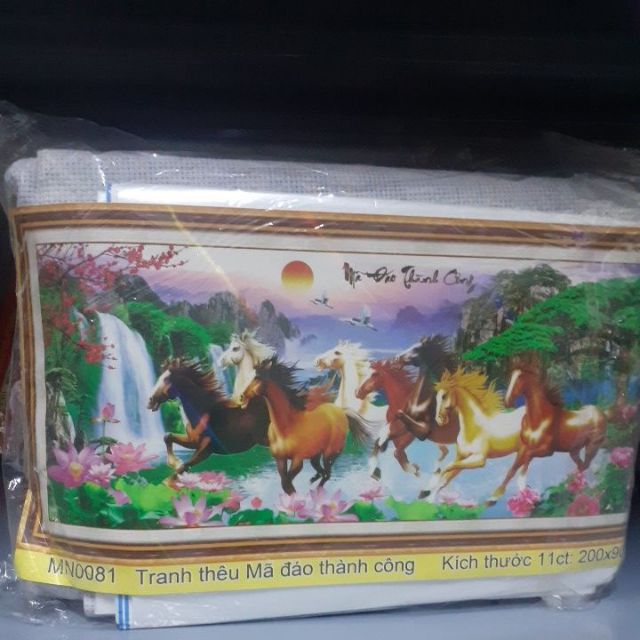 Mã Đáo Thành Công
MN0081 Tranh thêu Mã đáo thành công Kích thước 11ct: 200x90